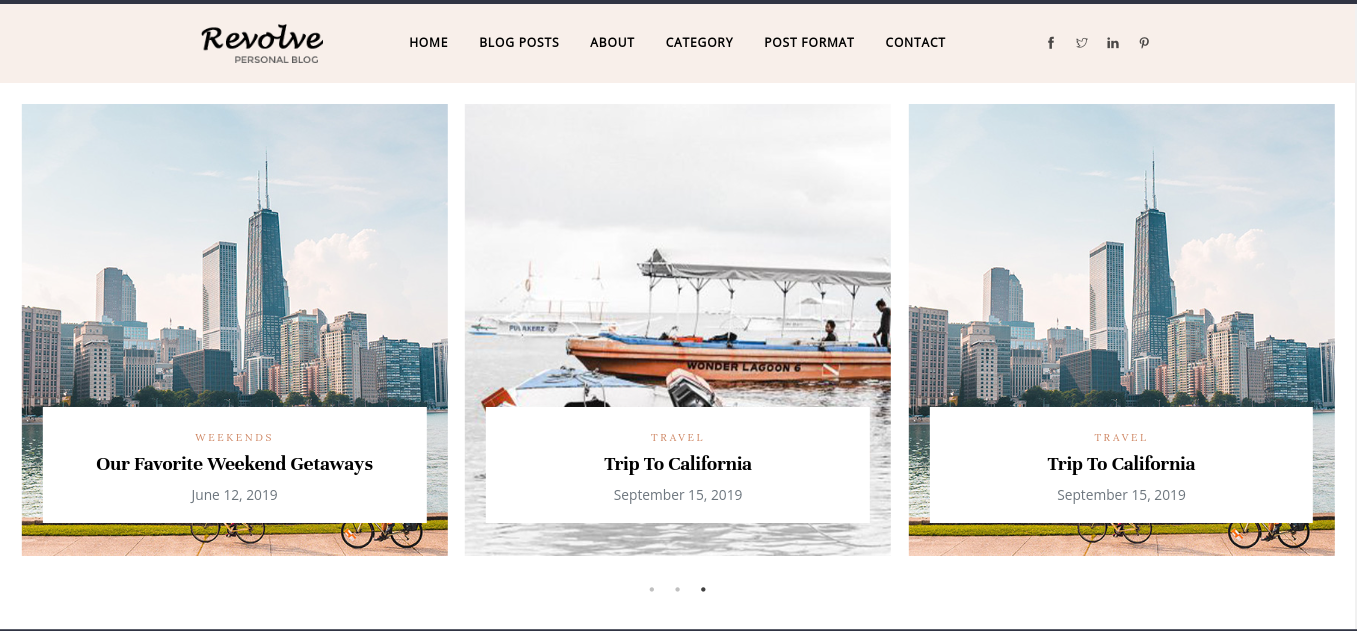 Revolve
PERSONAL BLOG
HOME BLOG POSTS ABOUT CATEGORY POST FORMAT CONTACT
PULAKERZ
WONDER LAGOON 6
WEEKENDS
Our Favorite Weekend Getaways
June 12, 2019
TRAVEL
Trip To California
September 15, 2019
TRAVEL
Trip To California
September 15, 2019